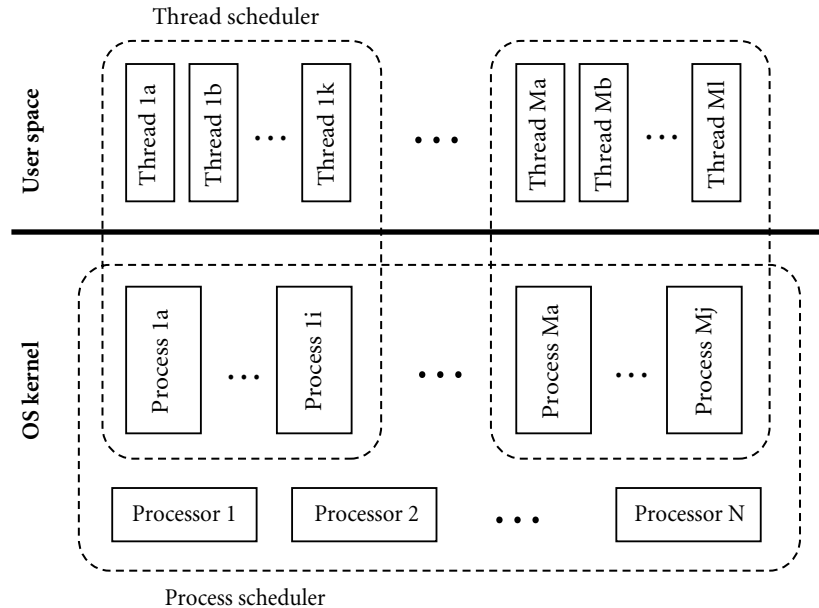 Thread scheduler
User space
Thread 1a
Thread 1b
...
Thread 1k
...
Thread Ma
Thread Mb
...
Thread Ml
OS kernel
Process 1a
...
Process 1i
...
Process Ma
...
Process Mj
Processor 1
Processor 2
...
Processor N
Process scheduler